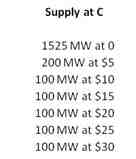 Supply at C
1525 MW at 0
200 MW at $5
100 MW at $10
100 MW at $15
100 MW at $20
100 MW at $25
100 MW at $30